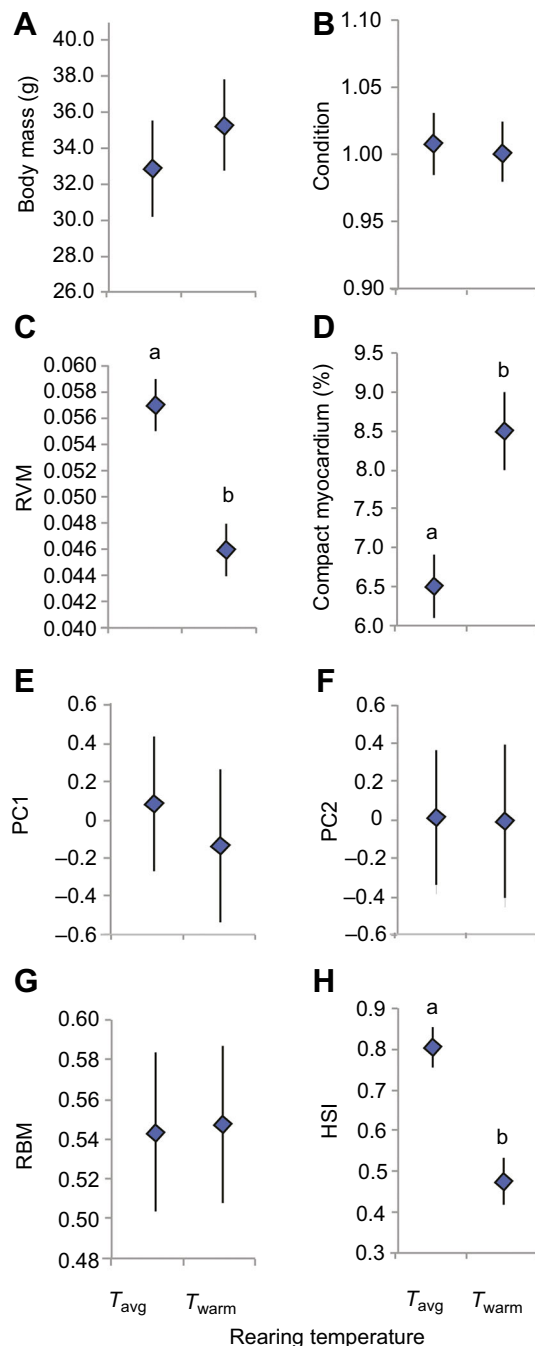 A
Body mass (g)
40.0
38.0
36.0
34.0
32.0
30.0
28.0
26.0
B
Condition
1.10
1.05
1.00
0.95
0.90
C
RVM
0.060
0.058
0.056
0.054
0.052
0.050
0.048
0.046
0.044
0.042
0.040
a
b
D
Compact myocardium (%)
9.5
9.0
8.5
8.0
7.5
7.0
6.5
6.0
a
b
E
PC1
0.6
0.4
0.2
0
–0.2
–0.4
–0.6
F
PC2
0.6
0.4
0.2
0
–0.2
–0.4
–0.6
G
RBM
0.60
0.58
0.56
0.54
0.52
0.50
0.48
H
HSI
0.9
0.8
0.7
0.6
0.5
0.4
0.3
a
b
Tavg Twarm Tavg Twarm
Rearing temperature